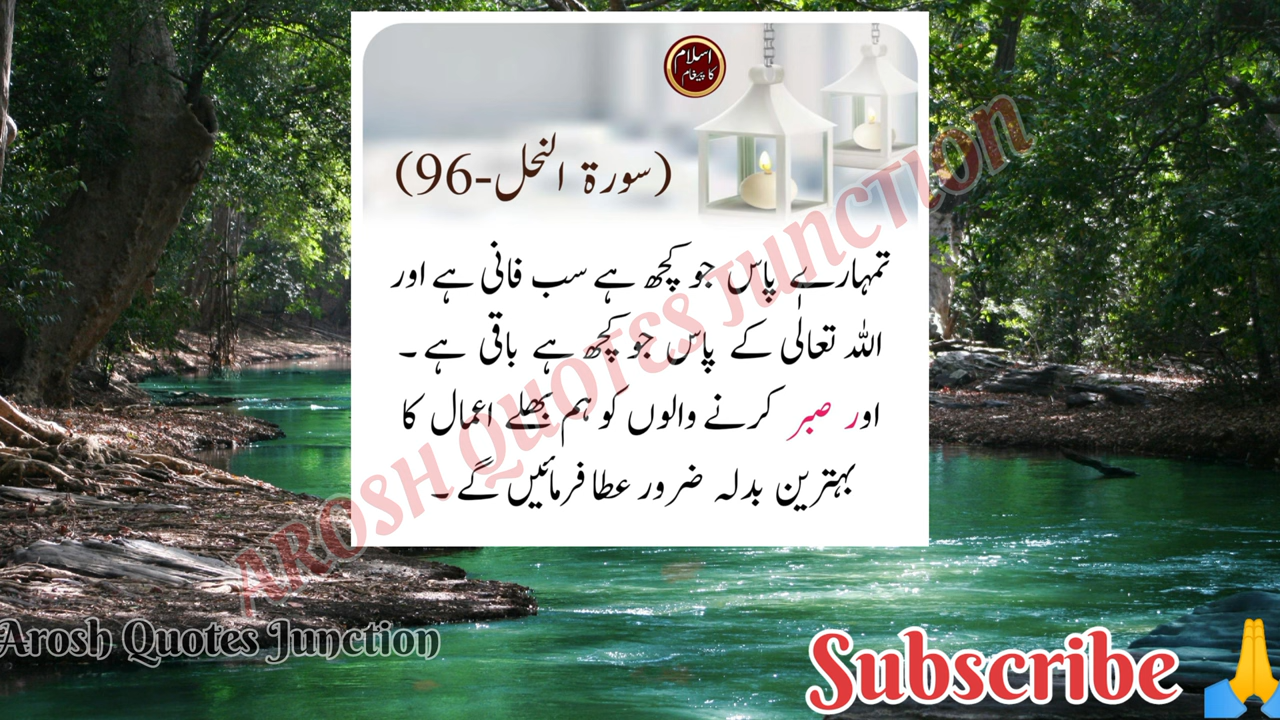 اسلام
کا پیغام
(سورۃ النحل-96)
تمہارے پاس جو کچھ ہے سب فانی ہے اور
اللہ تعالٰی کے پاس جو کچھ ہے باقی ہے۔
اور صبر کرنے والوں کو ہم بھلے اعمال کا
بہترین بدلہ ضرور عطا فرمائیں گے۔
AROSH QUOTES JUNCTION
Arosh Quotes Junction
Subscribe